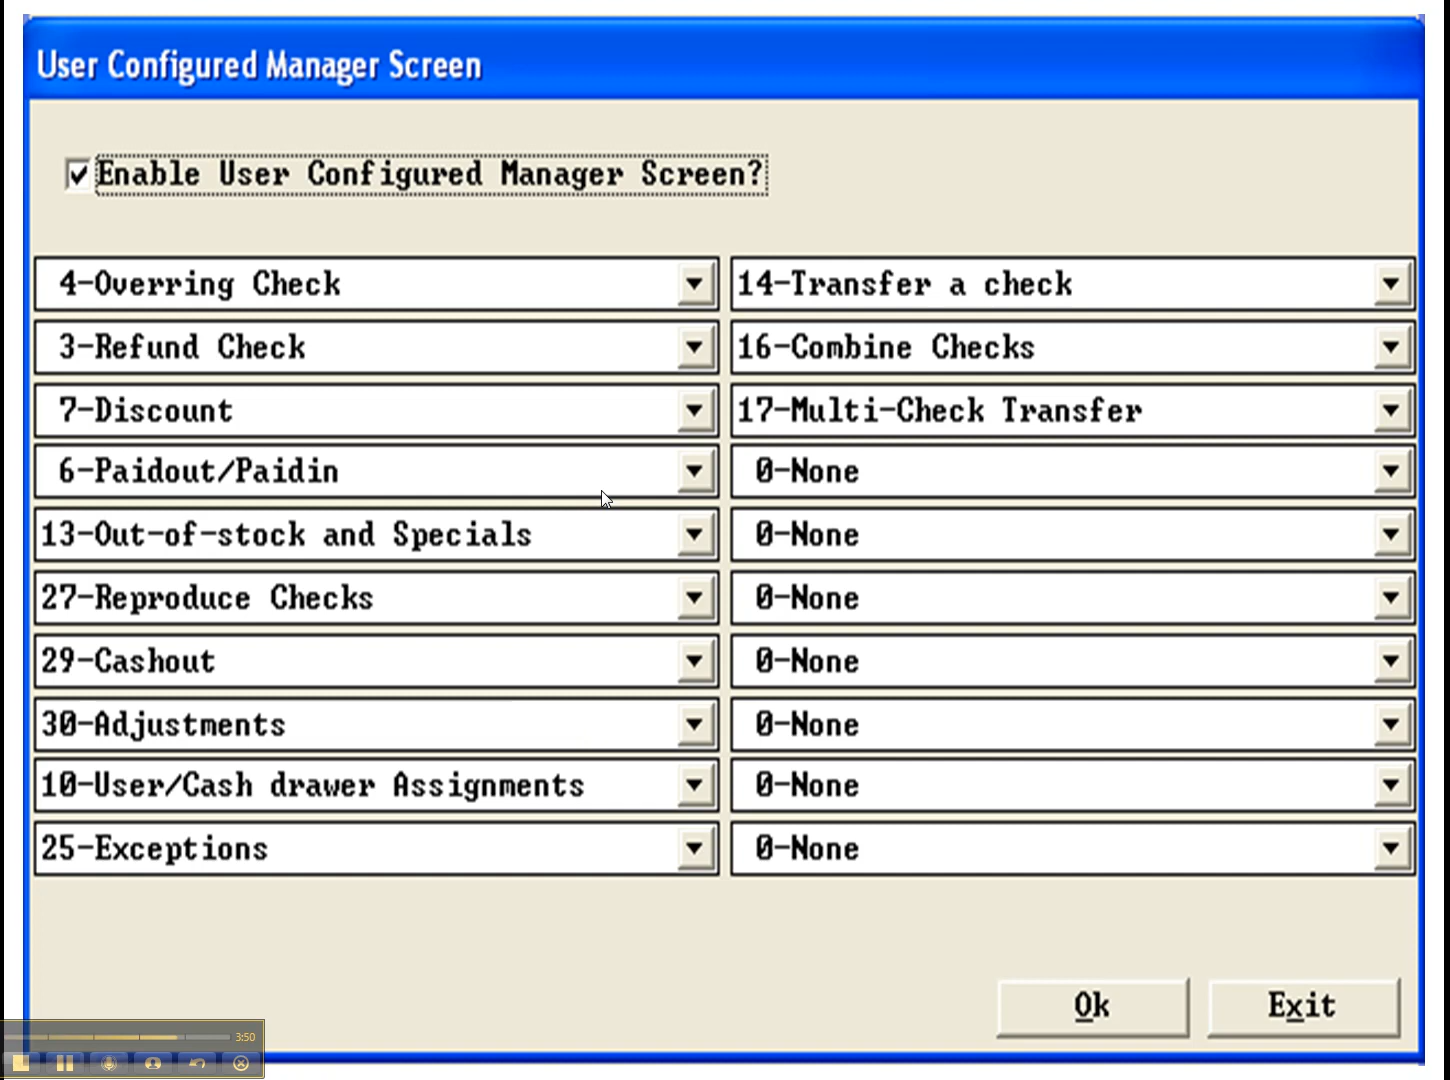 User Configured Manager Screen
Enable User Configured Manager Screen?
4-Overring Check
14-Transfer a check
3-Refund Check
16-Combine Checks
7-Discount
17-Multi-Check Transfer
6-Paidout/Paidin
0-None
13-Out-of-stock and Specials
0-None
27-Reproduce Checks
0-None
29-Cashout
0-None
30-Adjustments
0-None
10-User/Cash drawer Assignments
0-None
25-Exceptions
0-None
Ok
Exit
3:50